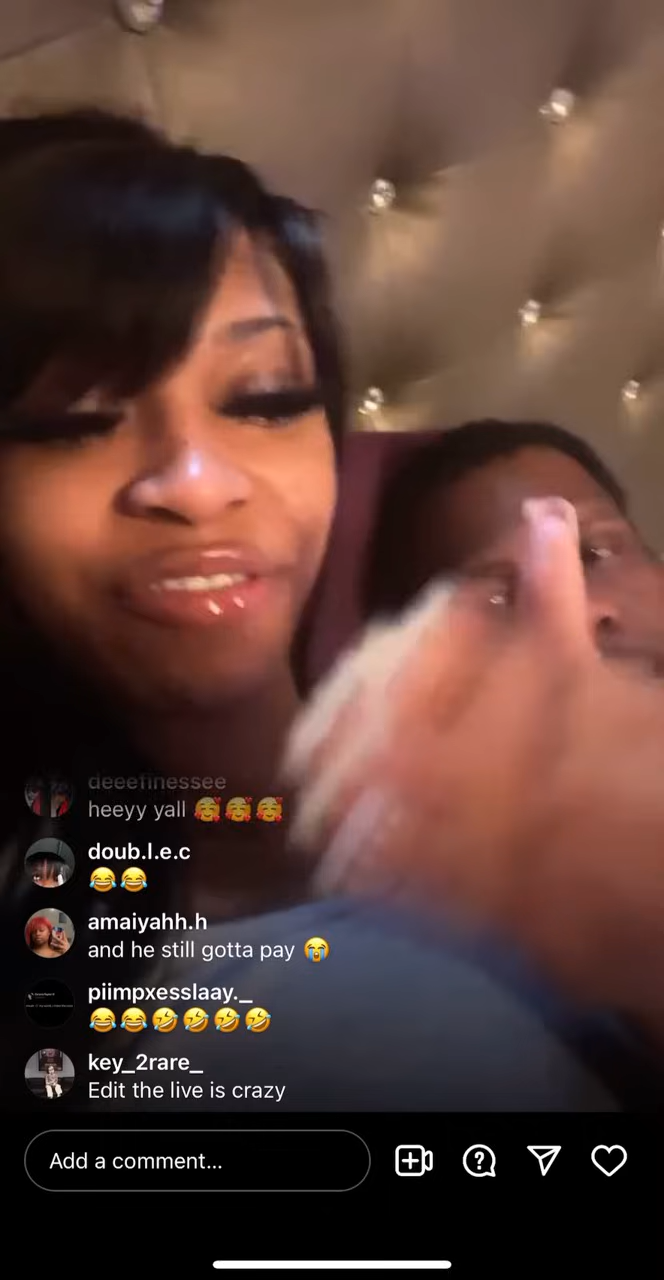 deeefinessee
heeyy yall 🥰🥰🥰
doub.l.e.c
😂😂
amaiyahh.h
and he still gotta pay 😭
piimpxesslaay._
😂😂🤣🤣🤣🤣
key_2rare_
Edit the live is crazy
Add a comment...